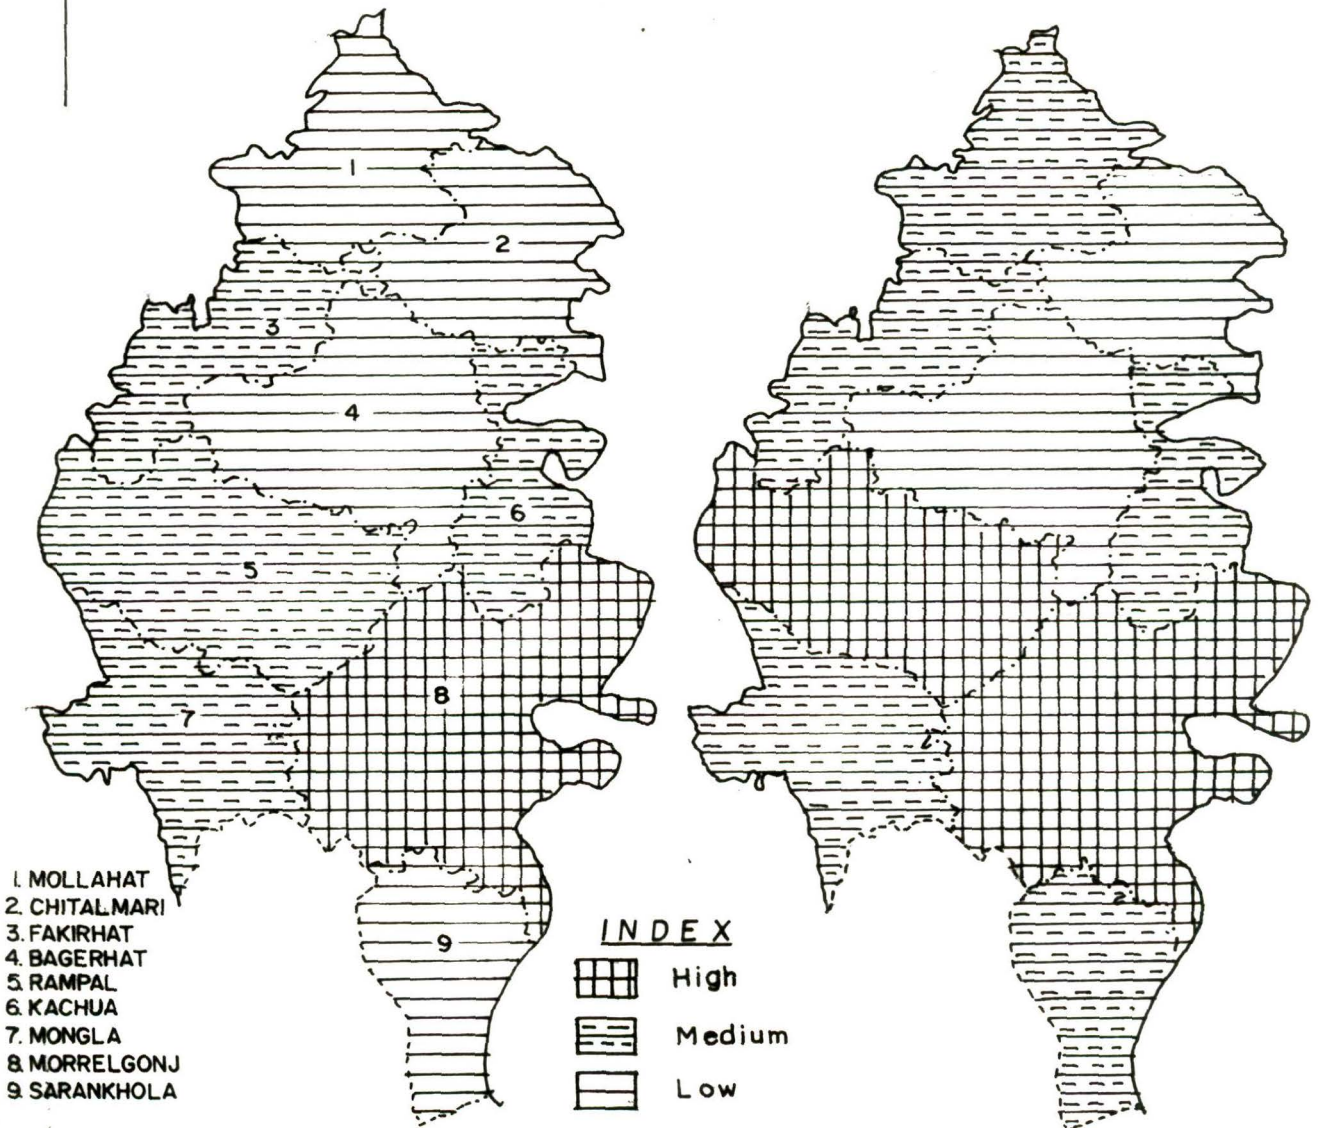 1
2
3
4
5
6
7
8
9
1. MOLLAHAT
2. CHITALMARI
3. FAKIRHAT
4. BAGERHAT
5. RAMPAL
6. KACHUA
7. MONGLA
8. MORRELGONJ
9. SARANKHOLA
INDEX
High
Medium
Low